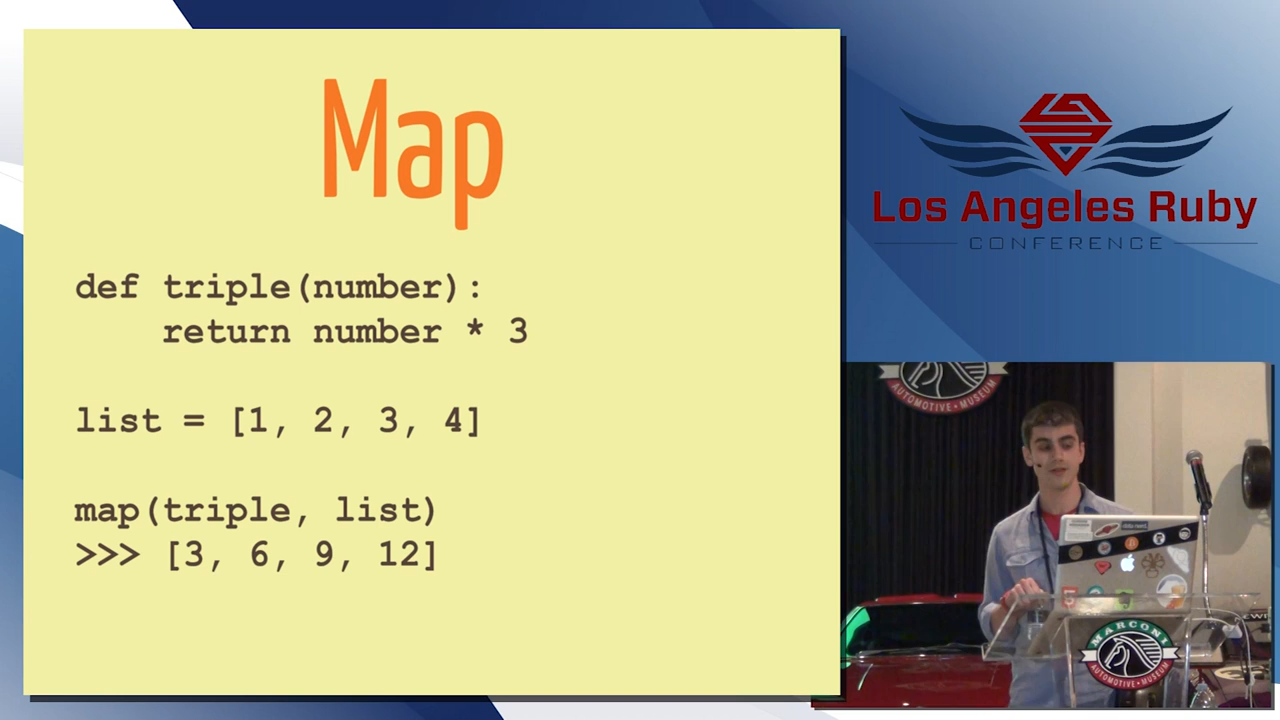 Map
def triple(number):
    return number * 3
list = [1, 2, 3, 4]
map(triple, list)
>>> [3, 6, 9, 12]
Los Angeles Ruby
CONFERENCE
AUTOMOTIVE • MUSEUM
MARCONI
AUTOMOTIVE • MUSEUM